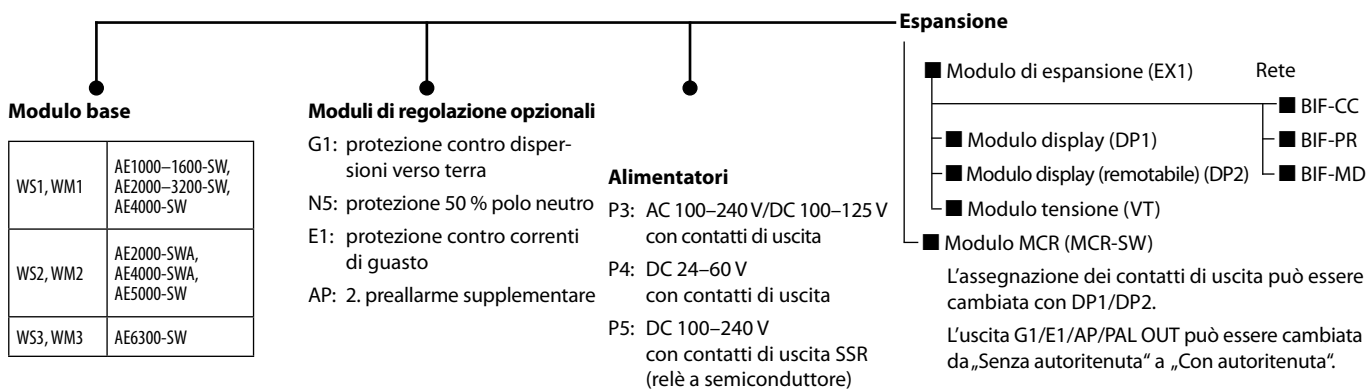 Espansione
Modulo base
WS1, WM1
AE1000–1600-SW,
AE2000–3200-SW,
AE4000-SW
WS2, WM2
AE2000-SWA,
AE4000-SWA,
AE5000-SW
WS3, WM3
AE6300-SW
Moduli di regolazione opzionali
G1: protezione contro disper-
sioni verso terra
N5: protezione 50 % polo neutro
E1: protezione contro correnti
di guasto
AP: 2. preallarme supplementare
Alimentatori
P3: AC 100–240 V/DC 100–125 V
con contatti di uscita
P4: DC 24–60 V
con contatti di uscita
P5: DC 100–240 V
con contatti di uscita SSR
(relè a semiconduttore)
Modulo di espansione (EX1)
Rete
BIF-CC
Modulo display (DP1)
BIF-PR
Modulo display (remotabile) (DP2)
BIF-MD
Modulo tensione (VT)
Modulo MCR (MCR-SW)
L'assegnazione dei contatti di uscita può essere
cambiata con DP1/DP2.
L'uscita G1/E1/AP/PAL OUT può essere cambiata
da „Senza autoritenuta“ a „Con autoritenuta“.